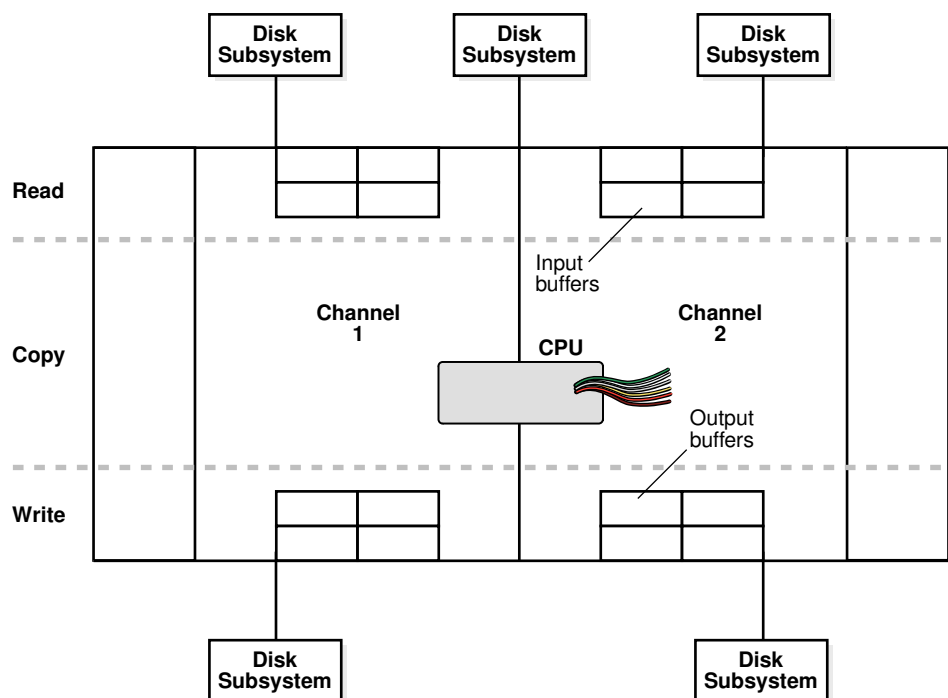 Disk
Subsystem
Disk
Subsystem
Disk
Subsystem
Read
Input
buffers
Channel
1
Channel
2
Copy
CPU
Output
buffers
Write
Disk
Subsystem
Disk
Subsystem